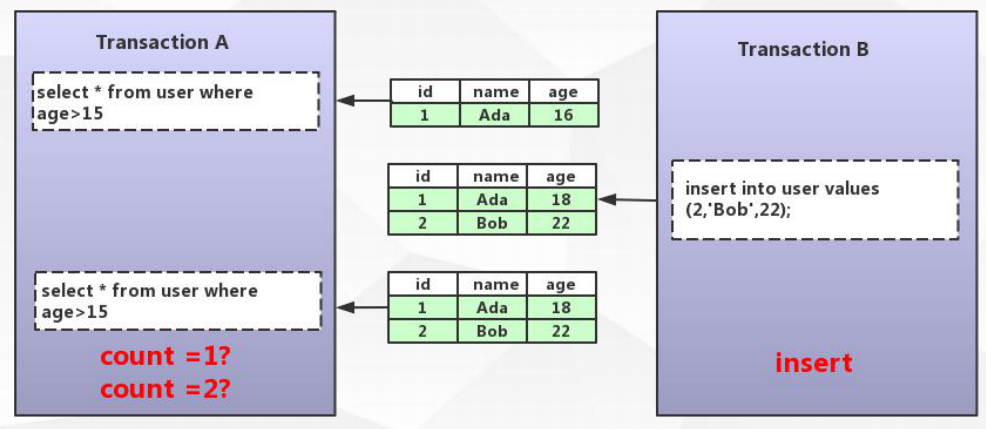 Transaction A
select * from user where
age>15
id name age
1 Ada 16
Transaction B
id name age
1 Ada 18
2 Bob 22
insert into user values
(2,'Bob',22);
select * from user where
age>15
id name age
1 Ada 18
2 Bob 22
count =1?
count =2?
insert